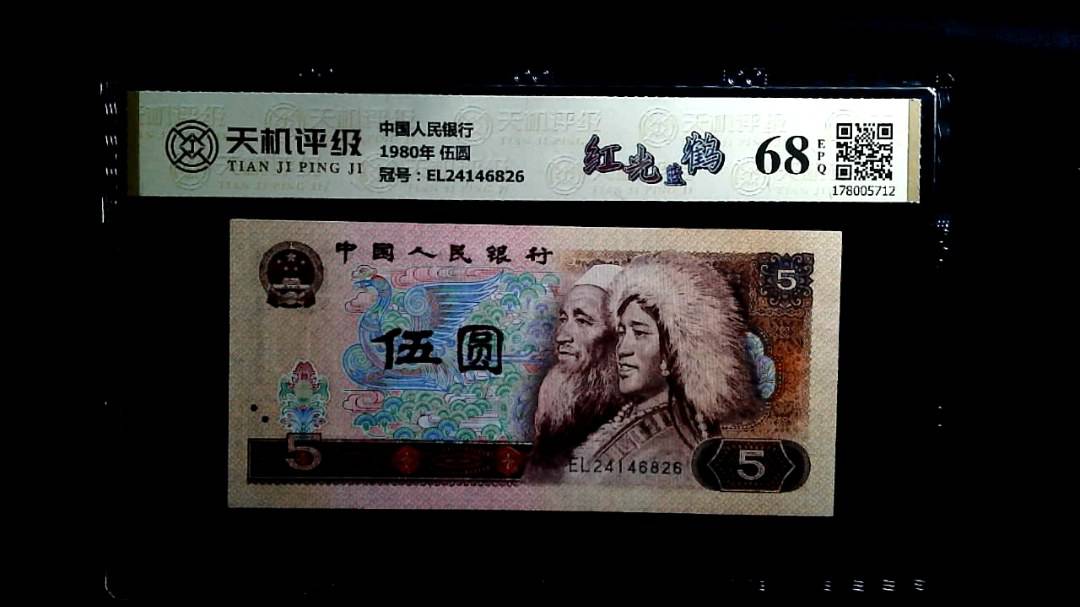 天机评级
TIAN JI PING JI
中国人民银行
1980年 伍圆
冠号：EL24146826
红光蓝鹤
68
EPQ
178005712
中国人民银行
5
伍圆
5
EL24146826
5